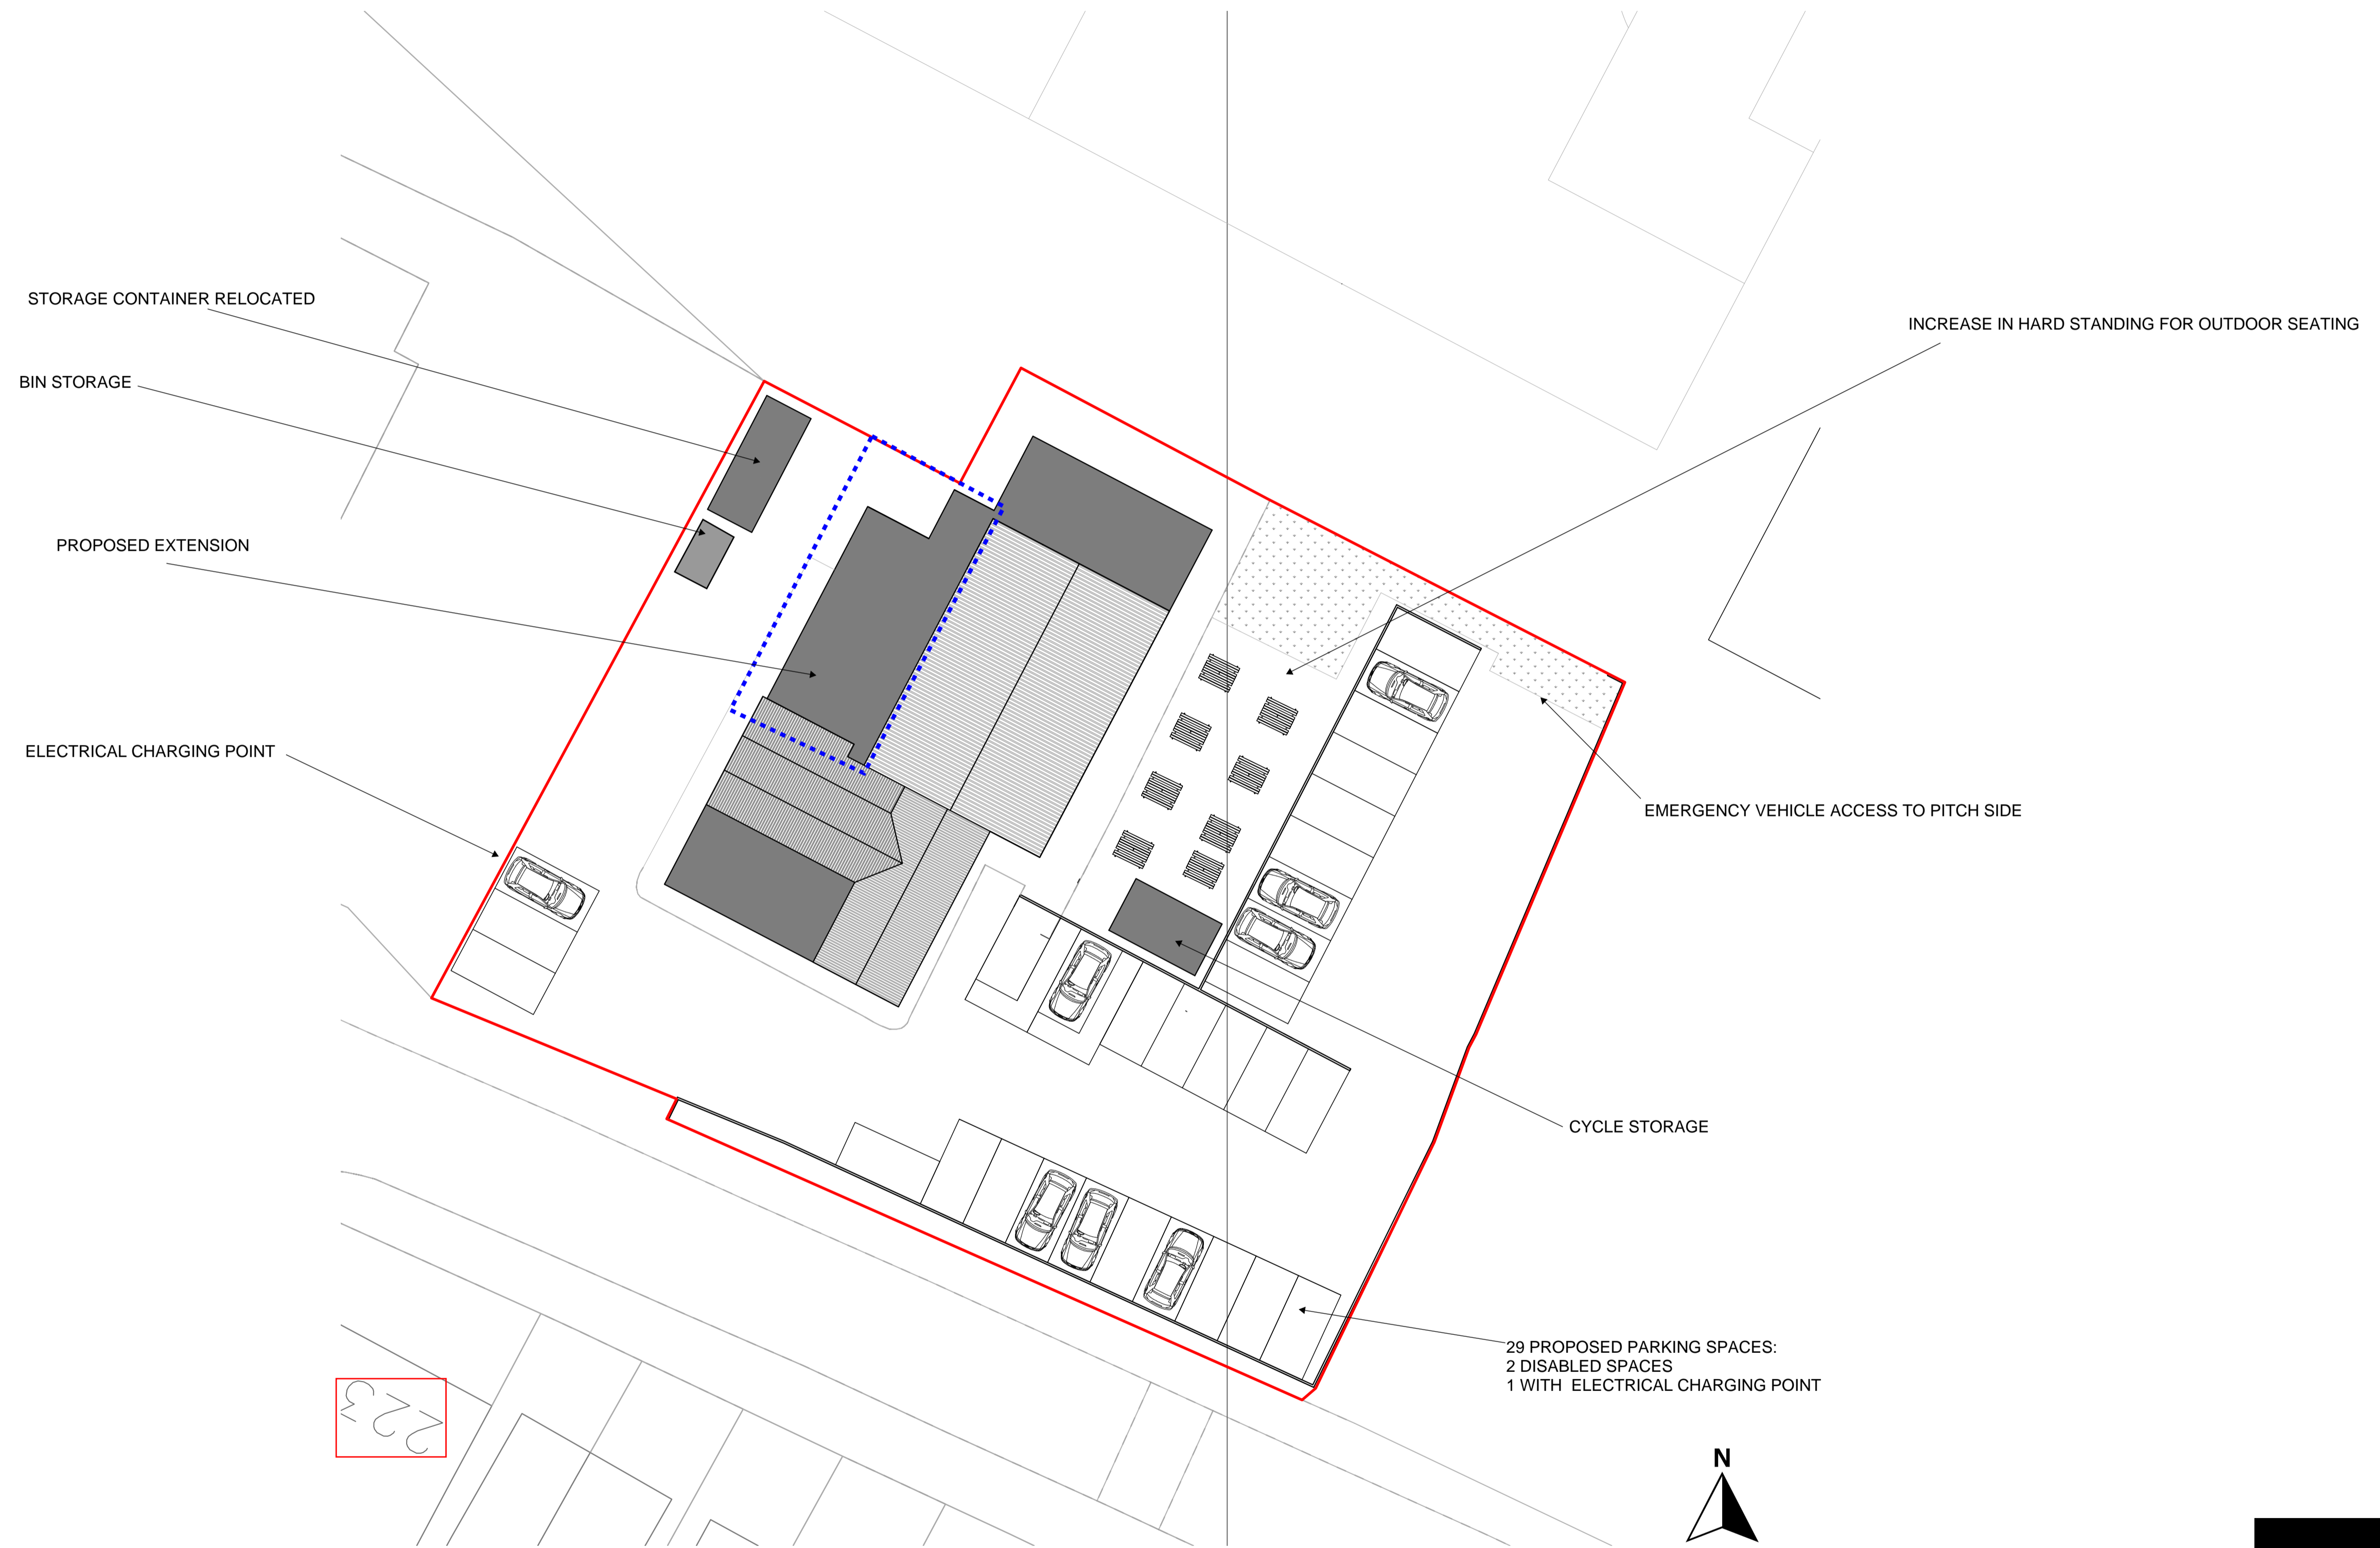 STORAGE CONTAINER RELOCATED
INCREASE IN HARD STANDING FOR OUTDOOR SEATING
BIN STORAGE
PROPOSED EXTENSION
ELECTRICAL CHARGING POINT
EMERGENCY VEHICLE ACCESS TO PITCH SIDE
CYCLE STORAGE
29 PROPOSED PARKING SPACES:
2 DISABLED SPACES
1 WITH ELECTRICAL CHARGING POINT
223
N